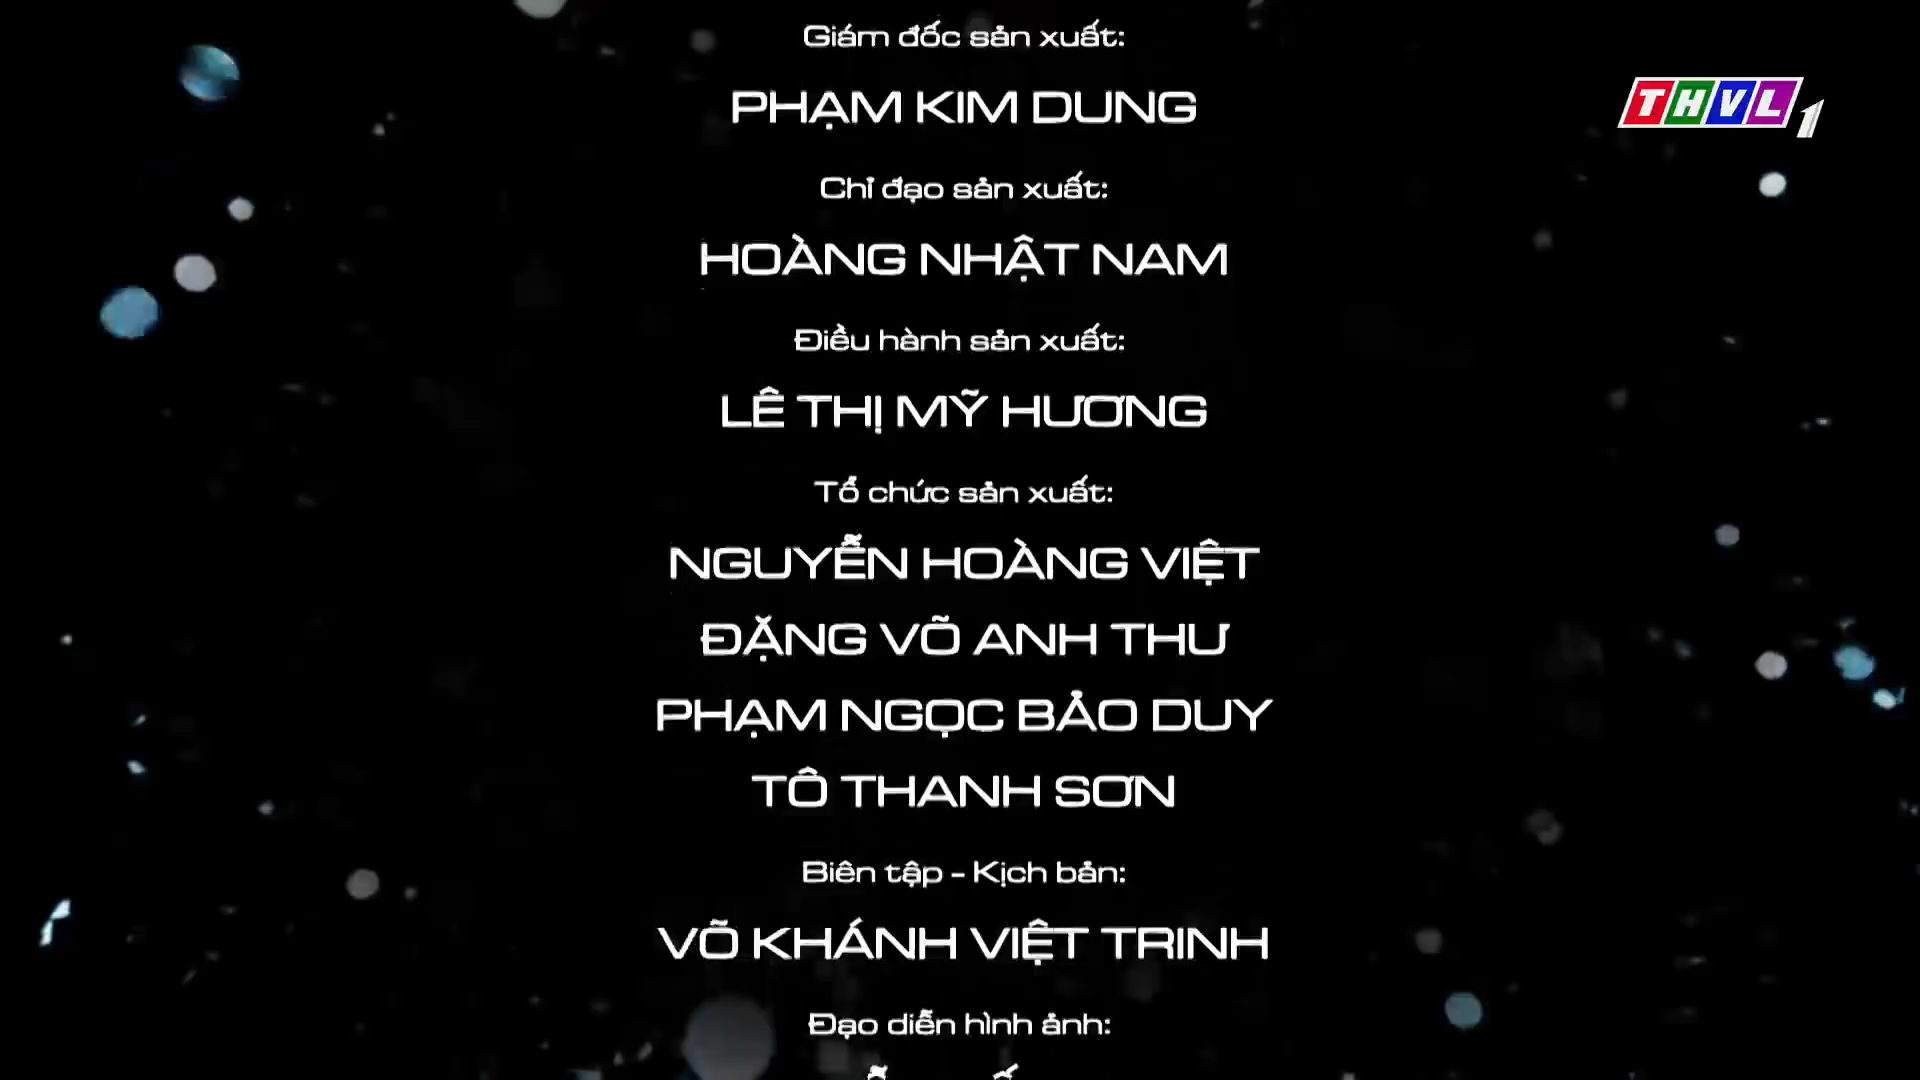 Giám đốc sản xuất:
PHẠM KIM DUNG
THVL1
Chỉ đạo sản xuất:
HOÀNG NHẬT NAM
Điều hành sản xuất:
LÊ THỊ MỸ HƯƠNG
Tổ chức sản xuất:
NGUYỄN HOÀNG VIỆT
ĐẶNG VÕ ANH THƯ
PHẠM NGỌC BẢO DUY
TÔ THANH SƠN
Biên tập - Kịch bản:
VÕ KHÁNH VIỆT TRINH
Đạo diễn hình ảnh: